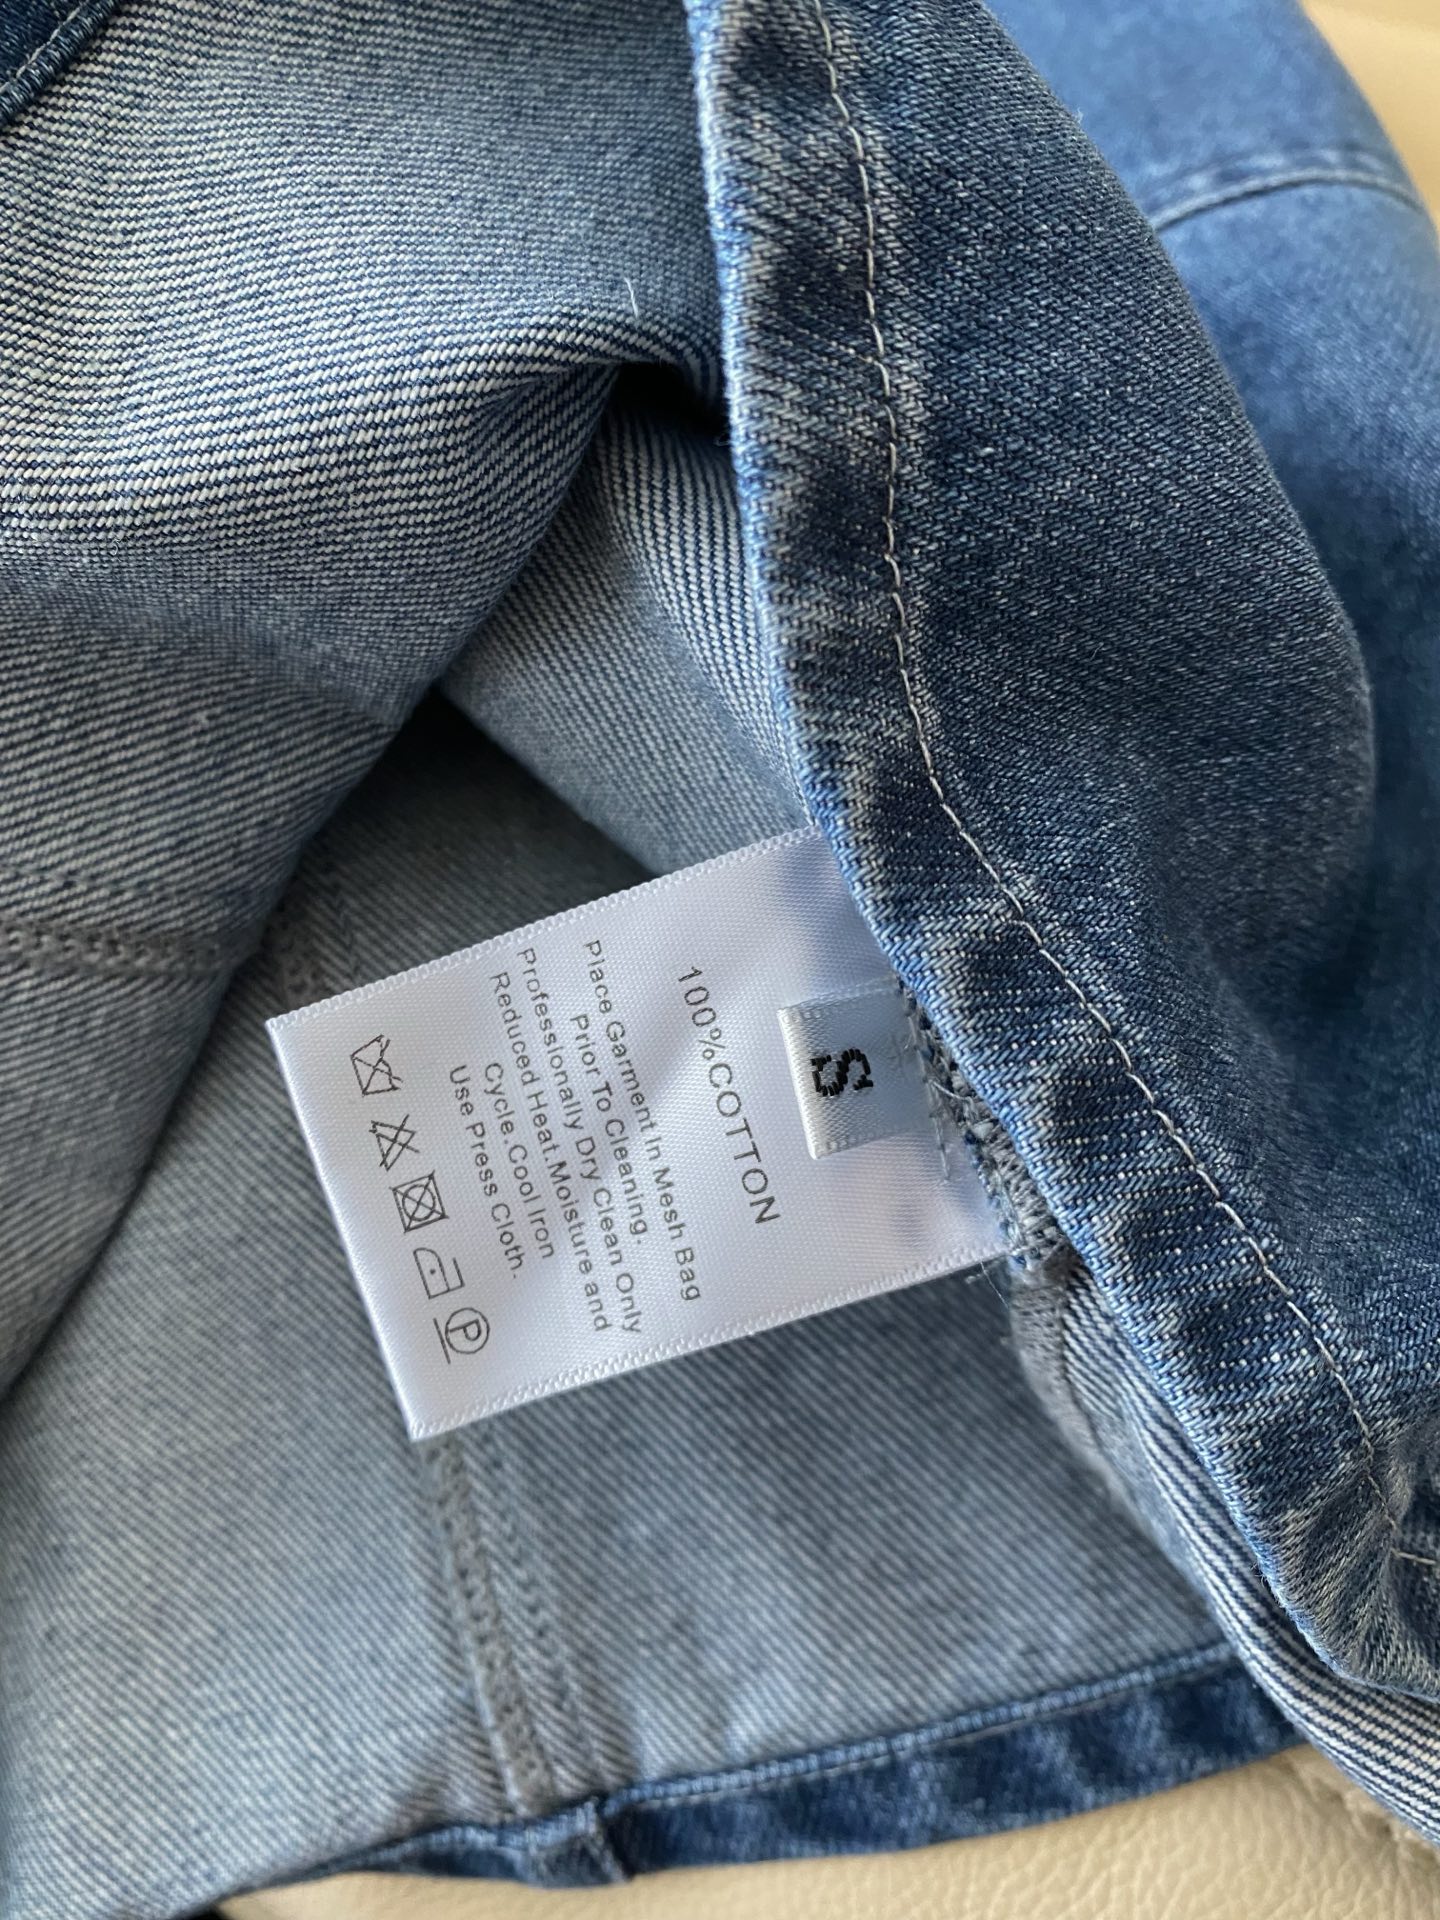 S
100%COTTON
Place Garment In Mesh Bag
Prior To Cleaning.
Professionally Dry Clean Only
Reduced Heat.Moisture and
Cycle.Cool Iron
Use Press Cloth.
P